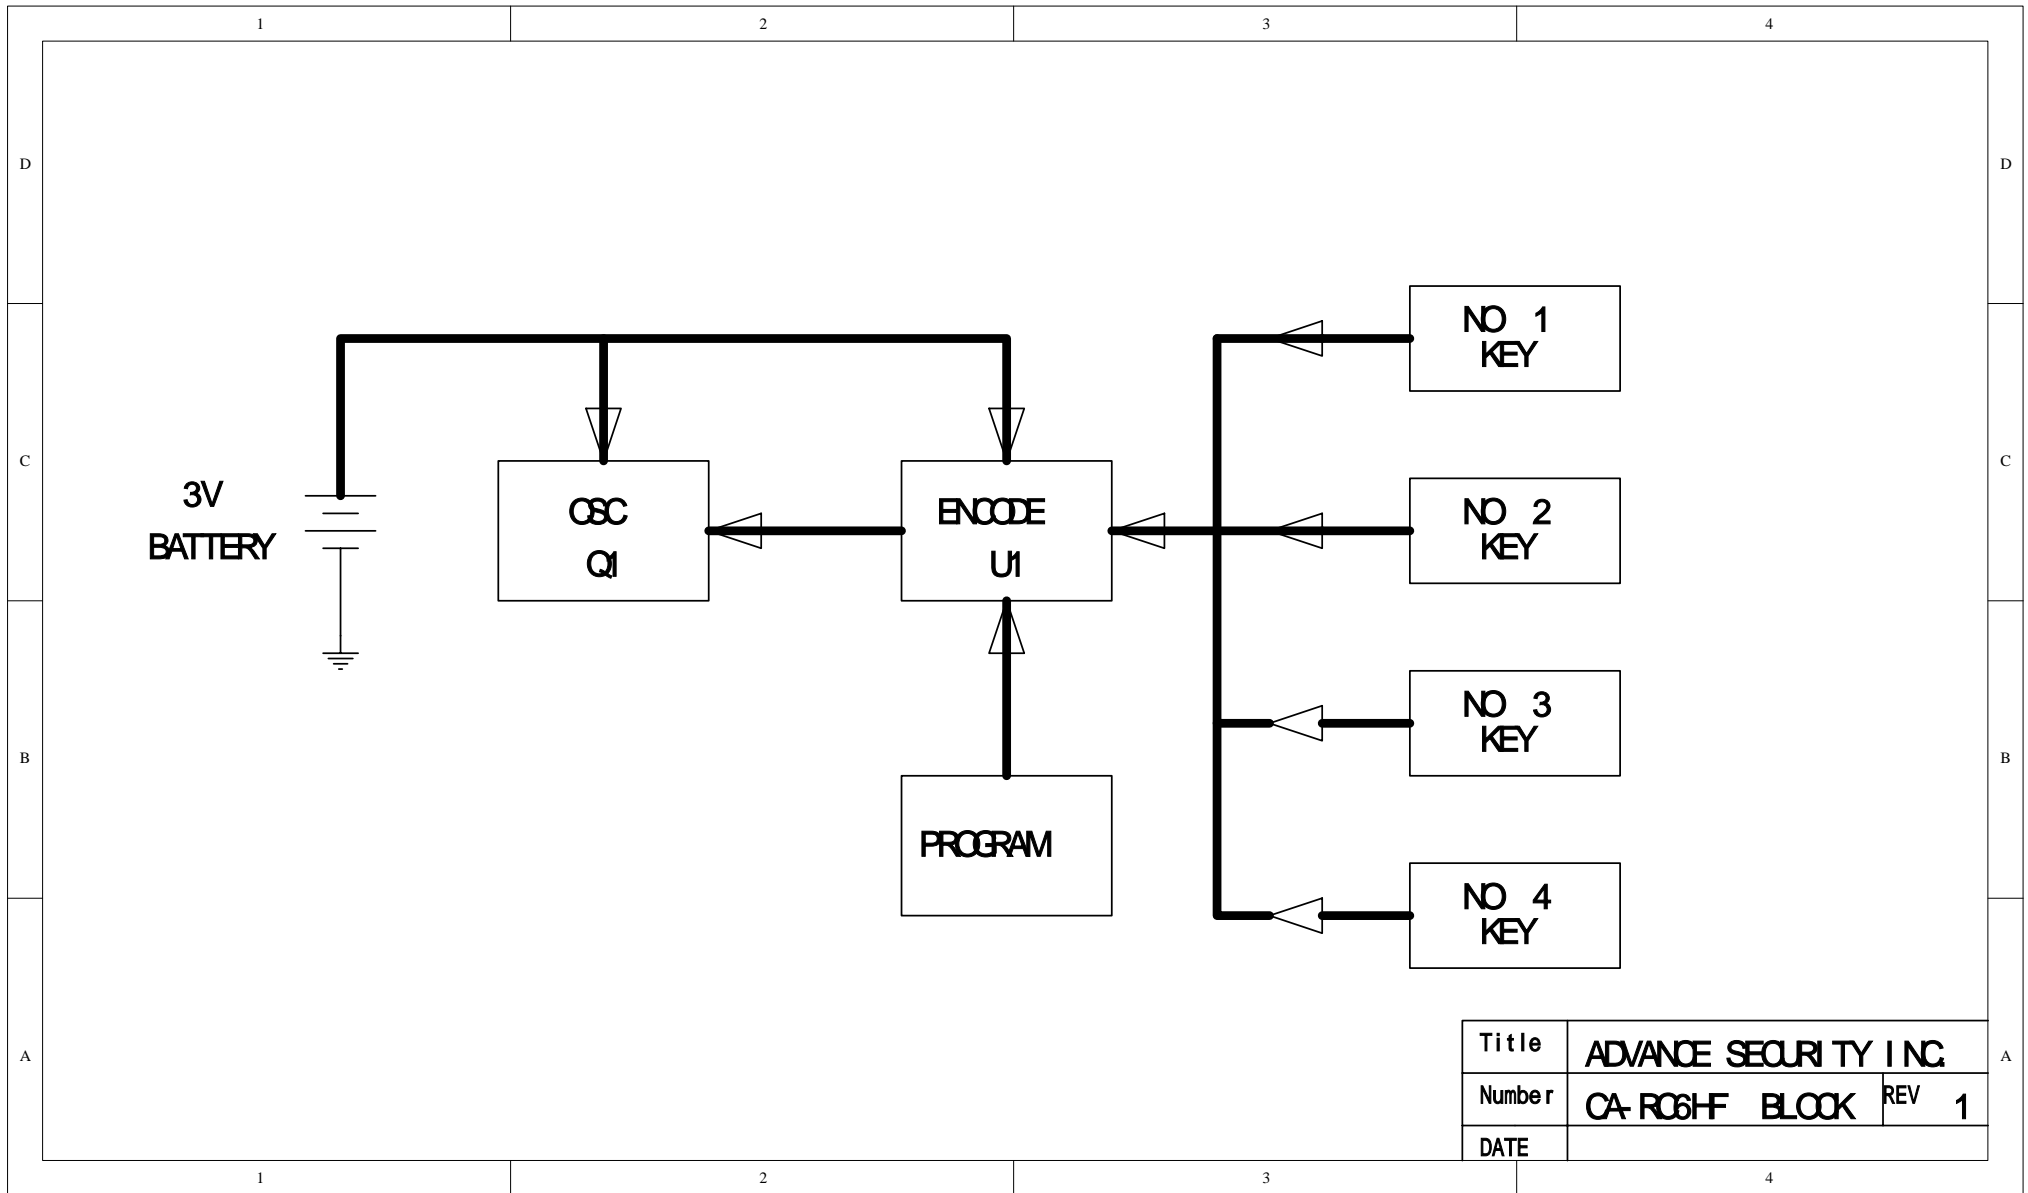 1 2 3 4
D D
NO 1
KEY
C C
3V
BATTERY
OSC
Q1
ENCODE
U1
NO 2
KEY
NO 3
KEY
B B
PROGRAM
NO 4
KEY
A A
Title ADVANCE SECURITY INC.
Number CA-RC6HF BLOCK REV 1
DATE
1 2 3 4